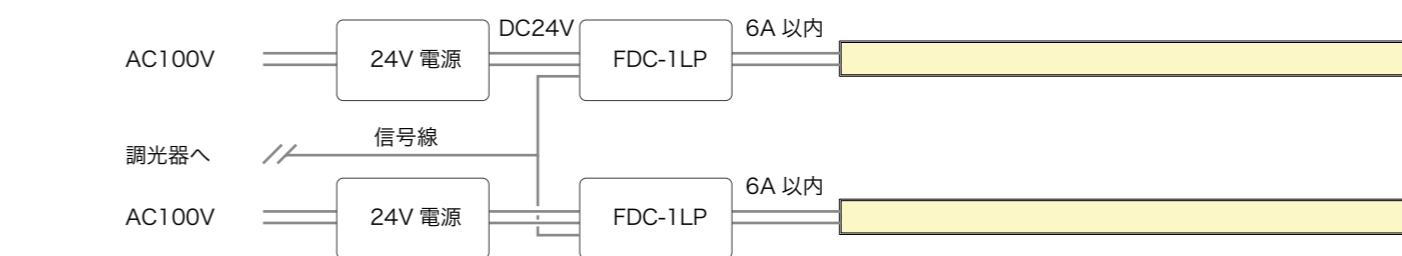 DC24V
6A 以内
AC100V
24V 電源
FDC-1LP
信号線
調光器へ
6A 以内
AC100V
24V 電源
FDC-1LP